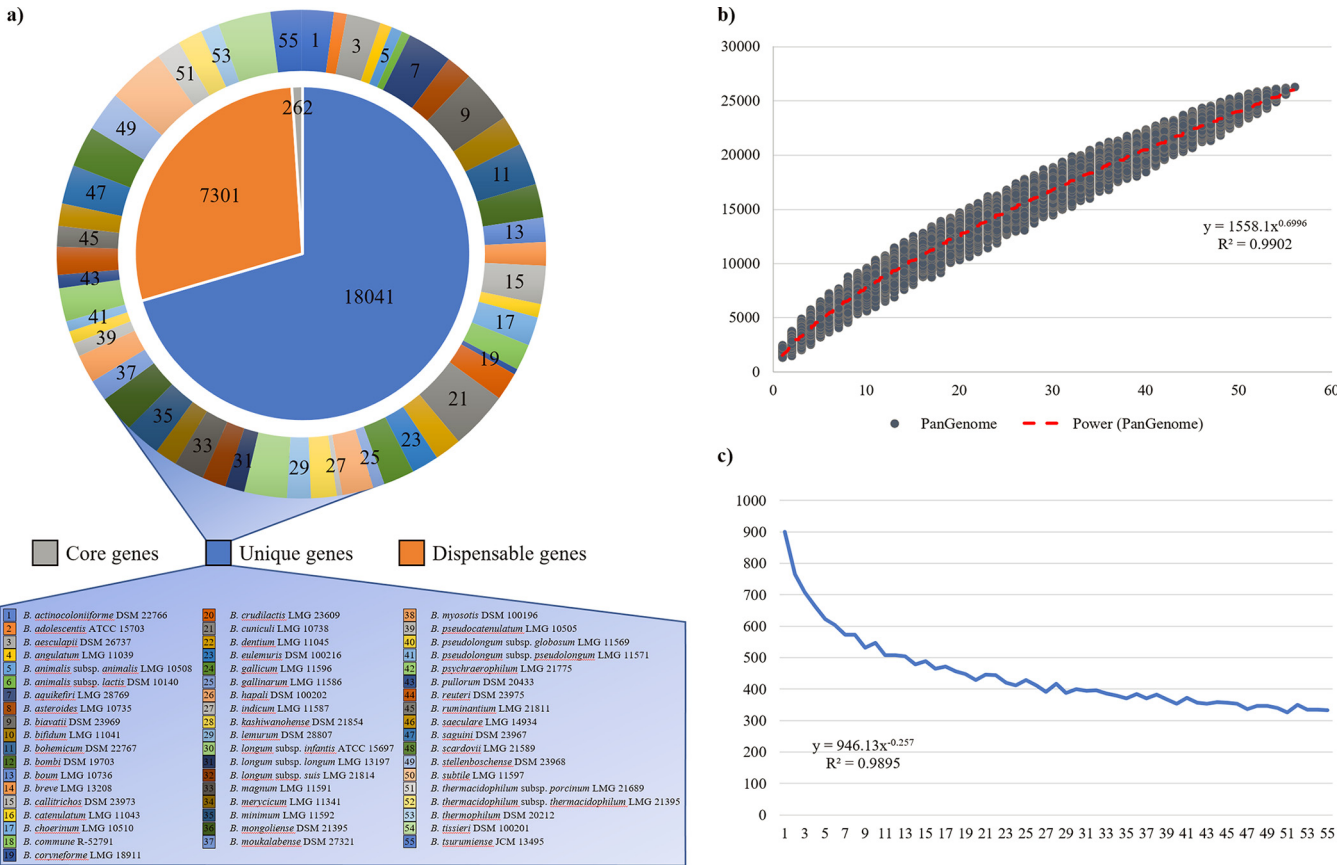 a)
55
1
3
5
7
9
11
13
15
17
19
21
23
25
27
29
31
33
35
37
39
41
43
45
47
49
51
53
262
7301
18041
Core genes
Unique genes
Dispensable genes
1 B. actinocoloniiforme DSM 22766
2 B. adolescentis ATCC 15703
3 B. aesculapii DSM 26737
4 B. angulatum LMG 11039
5 B. animalis subsp. animalis LMG 10508
6 B. animalis subsp. lactis DSM 10140
7 B. aquikefiri LMG 28769
8 B. asteroides LMG 10735
9 B. biavatii DSM 23969
10 B. bifidum LMG 11041
11 B. bohemicum DSM 22767
12 B. bombi DSM 19703
13 B. boum LMG 10736
14 B. breve LMG 13208
15 B. callitrichos DSM 23973
16 B. catenulatum LMG 11043
17 B. choerinum LMG 10510
18 B. commune R-52791
19 B. coryneforme LMG 18911
20 B. crudilactis LMG 23609
21 B. cuniculi LMG 10738
22 B. dentium LMG 11045
23 B. eulemuris DSM 100216
24 B. gallicum LMG 11596
25 B. gallinarum LMG 11586
26 B. hapali DSM 100202
27 B. indicum LMG 11587
28 B. kashiwanohense DSM 21854
29 B. lemurum DSM 28807
30 B. longum subsp. infantis ATCC 15697
31 B. longum subsp. longum LMG 13197
32 B. longum subsp. suis LMG 21814
33 B. magnum LMG 11591
34 B. merycicum LMG 11341
35 B. minimum LMG 11592
36 B. mongoliense DSM 21395
37 B. moukalabense DSM 27321
38 B. myosotis DSM 100196
39 B. pseudocatenulatum LMG 10505
40 B. pseudolongum subsp. globosum LMG 11569
41 B. pseudolongum subsp. pseudolongum LMG 11571
42 B. psychraerophilum LMG 21775
43 B. pullorum DSM 20433
44 B. reuteri DSM 23975
45 B. ruminantium LMG 21811
46 B. saeculare LMG 14934
47 B. saguini DSM 23967
48 B. scardovii LMG 21589
49 B. stellenboschense DSM 23968
50 B. subtile LMG 11597
51 B. thermacidophilum subsp. porcinum LMG 21689
52 B. thermacidophilum subsp. thermacidophilum LMG 21395
53 B. thermophilum DSM 20212
54 B. tissieri DSM 100201
55 B. tsurumiense JCM 13495
b)
30000
25000
20000
15000
10000
5000
0
0 10 20 30 40 50 60
y = 1558.1x^0.6996
R² = 0.9902
PanGenome
Power (PanGenome)
c)
1000
900
800
700
600
500
400
300
200
100
0
y = 946.13x^-0.257
R² = 0.9895
1 3 5 7 9 11 13 15 17 19 21 23 25 27 29 31 33 35 37 39 41 43 45 47 49 51 53 55